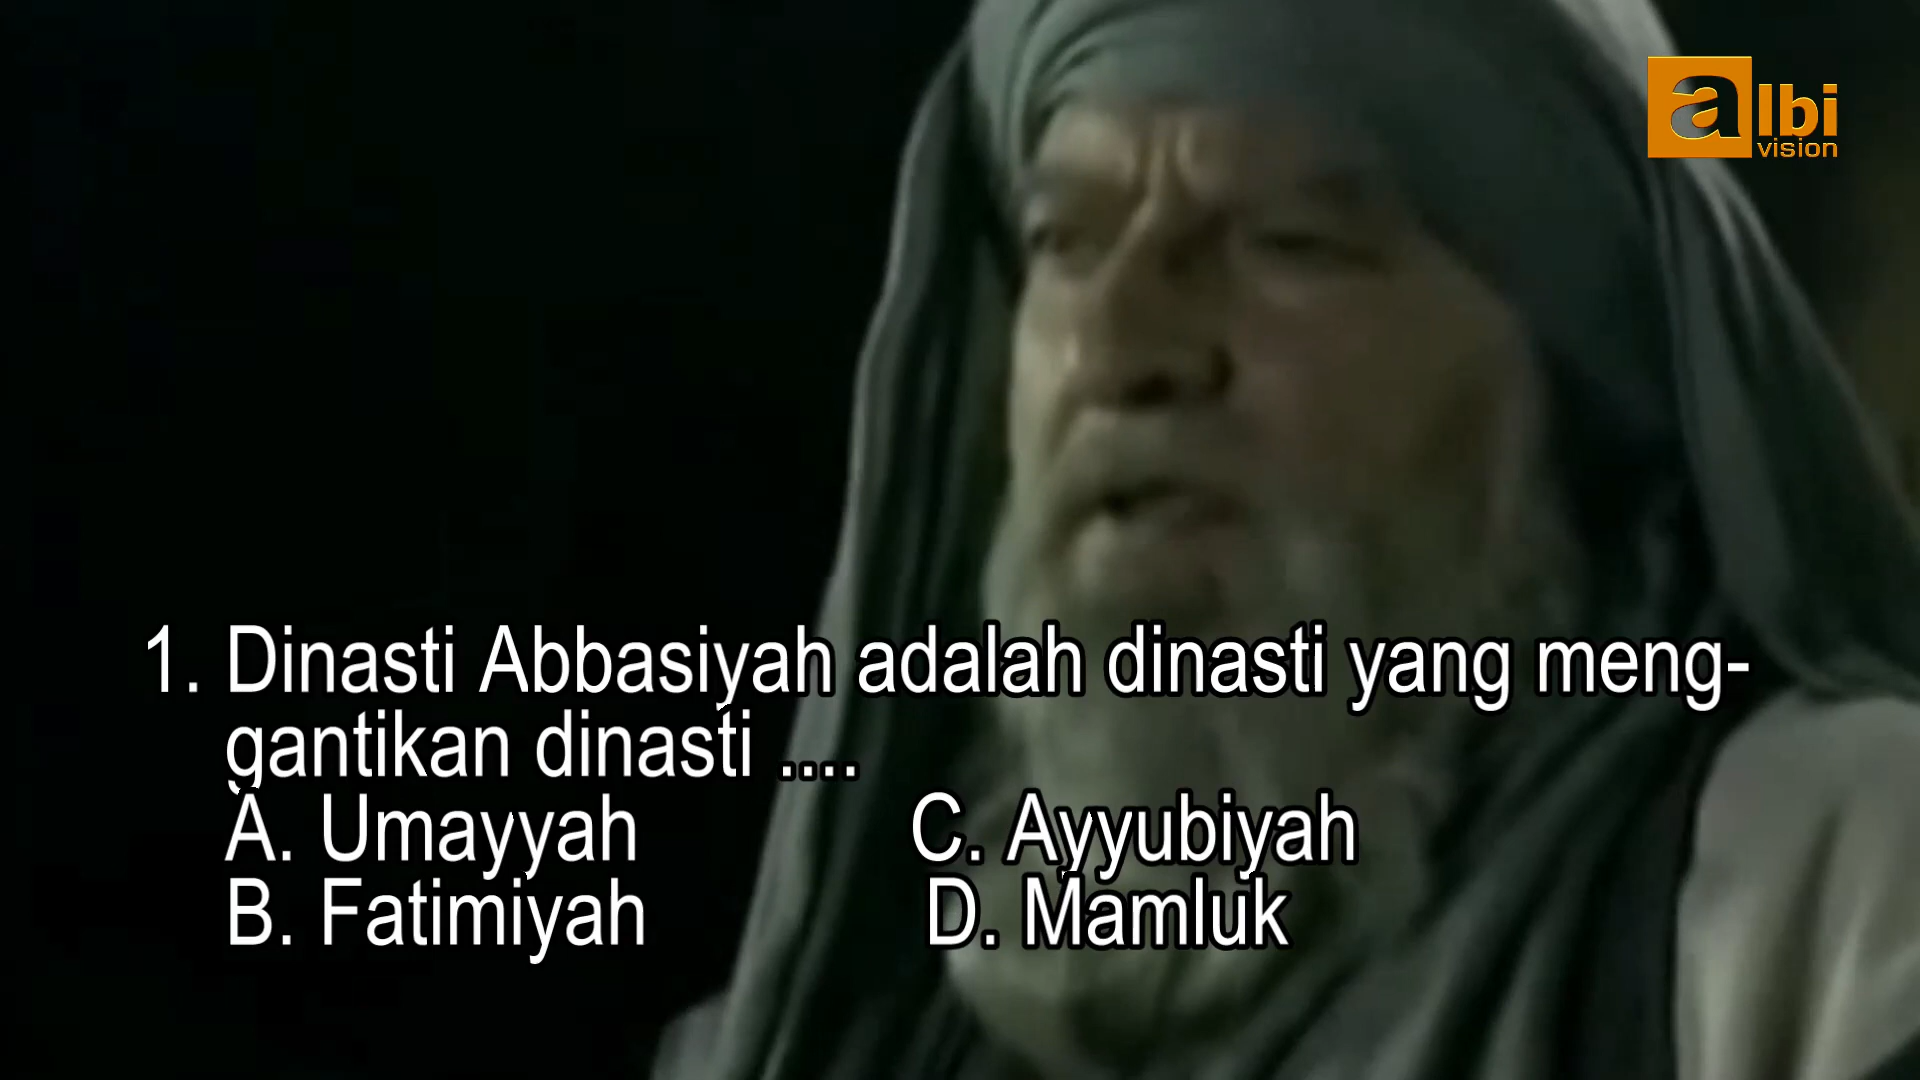 albi
vision
1. Dinasti Abbasiyah adalah dinasti yang meng-
gantikan dinasti ....
A. Umayyah C. Ayyubiyah
B. Fatimiyah D. Mamluk